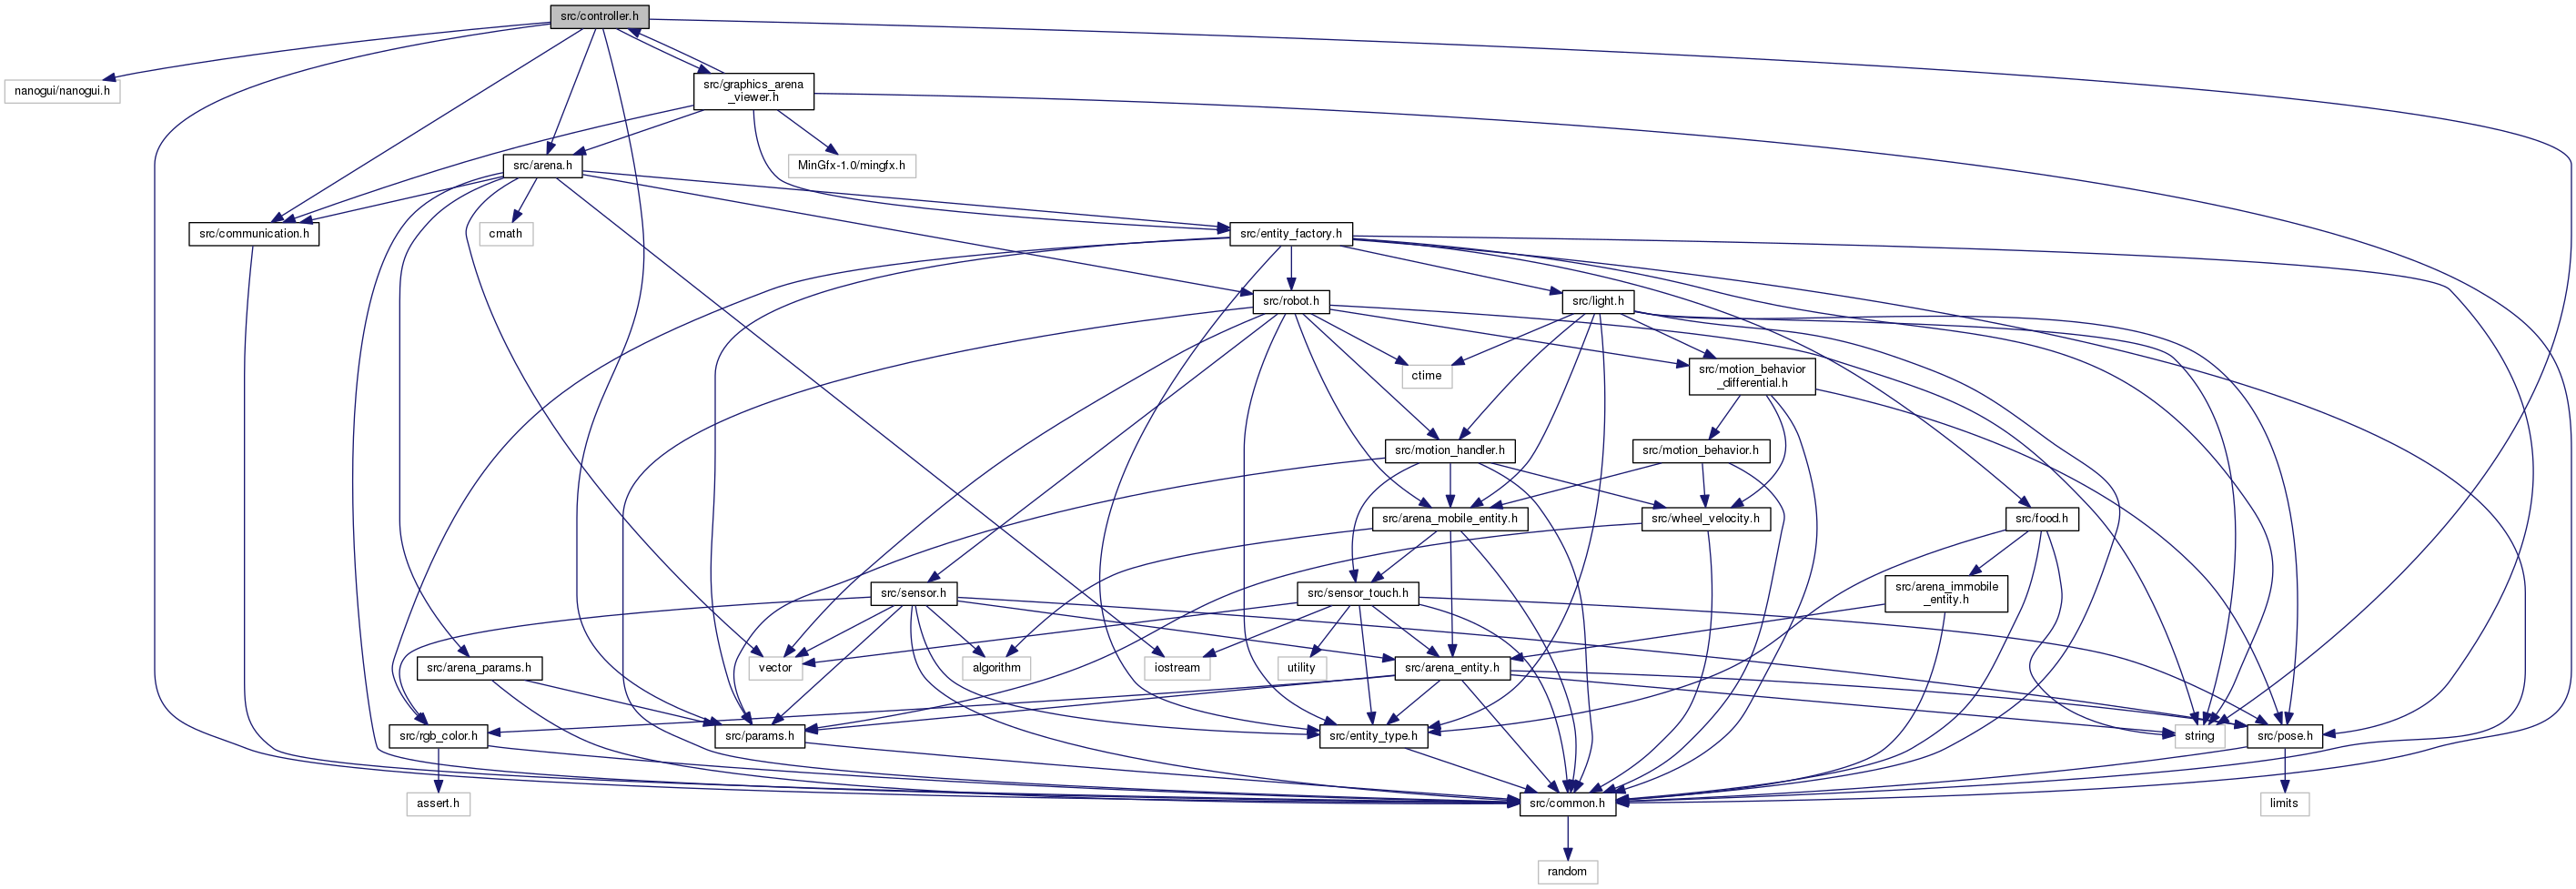 src/controller.h
nanogui/nanogui.h
src/graphics_arena
_viewer.h
src/arena.h
MinGfx-1.0/mingfx.h
src/communication.h
cmath
src/entity_factory.h
src/robot.h
src/light.h
ctime
src/motion_behavior
_differential.h
src/motion_handler.h
src/motion_behavior.h
src/arena_mobile_entity.h
src/wheel_velocity.h
src/food.h
src/sensor.h
src/sensor_touch.h
src/arena_immobile
_entity.h
src/arena_params.h
vector
algorithm
iostream
utility
src/arena_entity.h
src/rgb_color.h
src/params.h
src/entity_type.h
string
src/pose.h
assert.h
src/common.h
limits
random